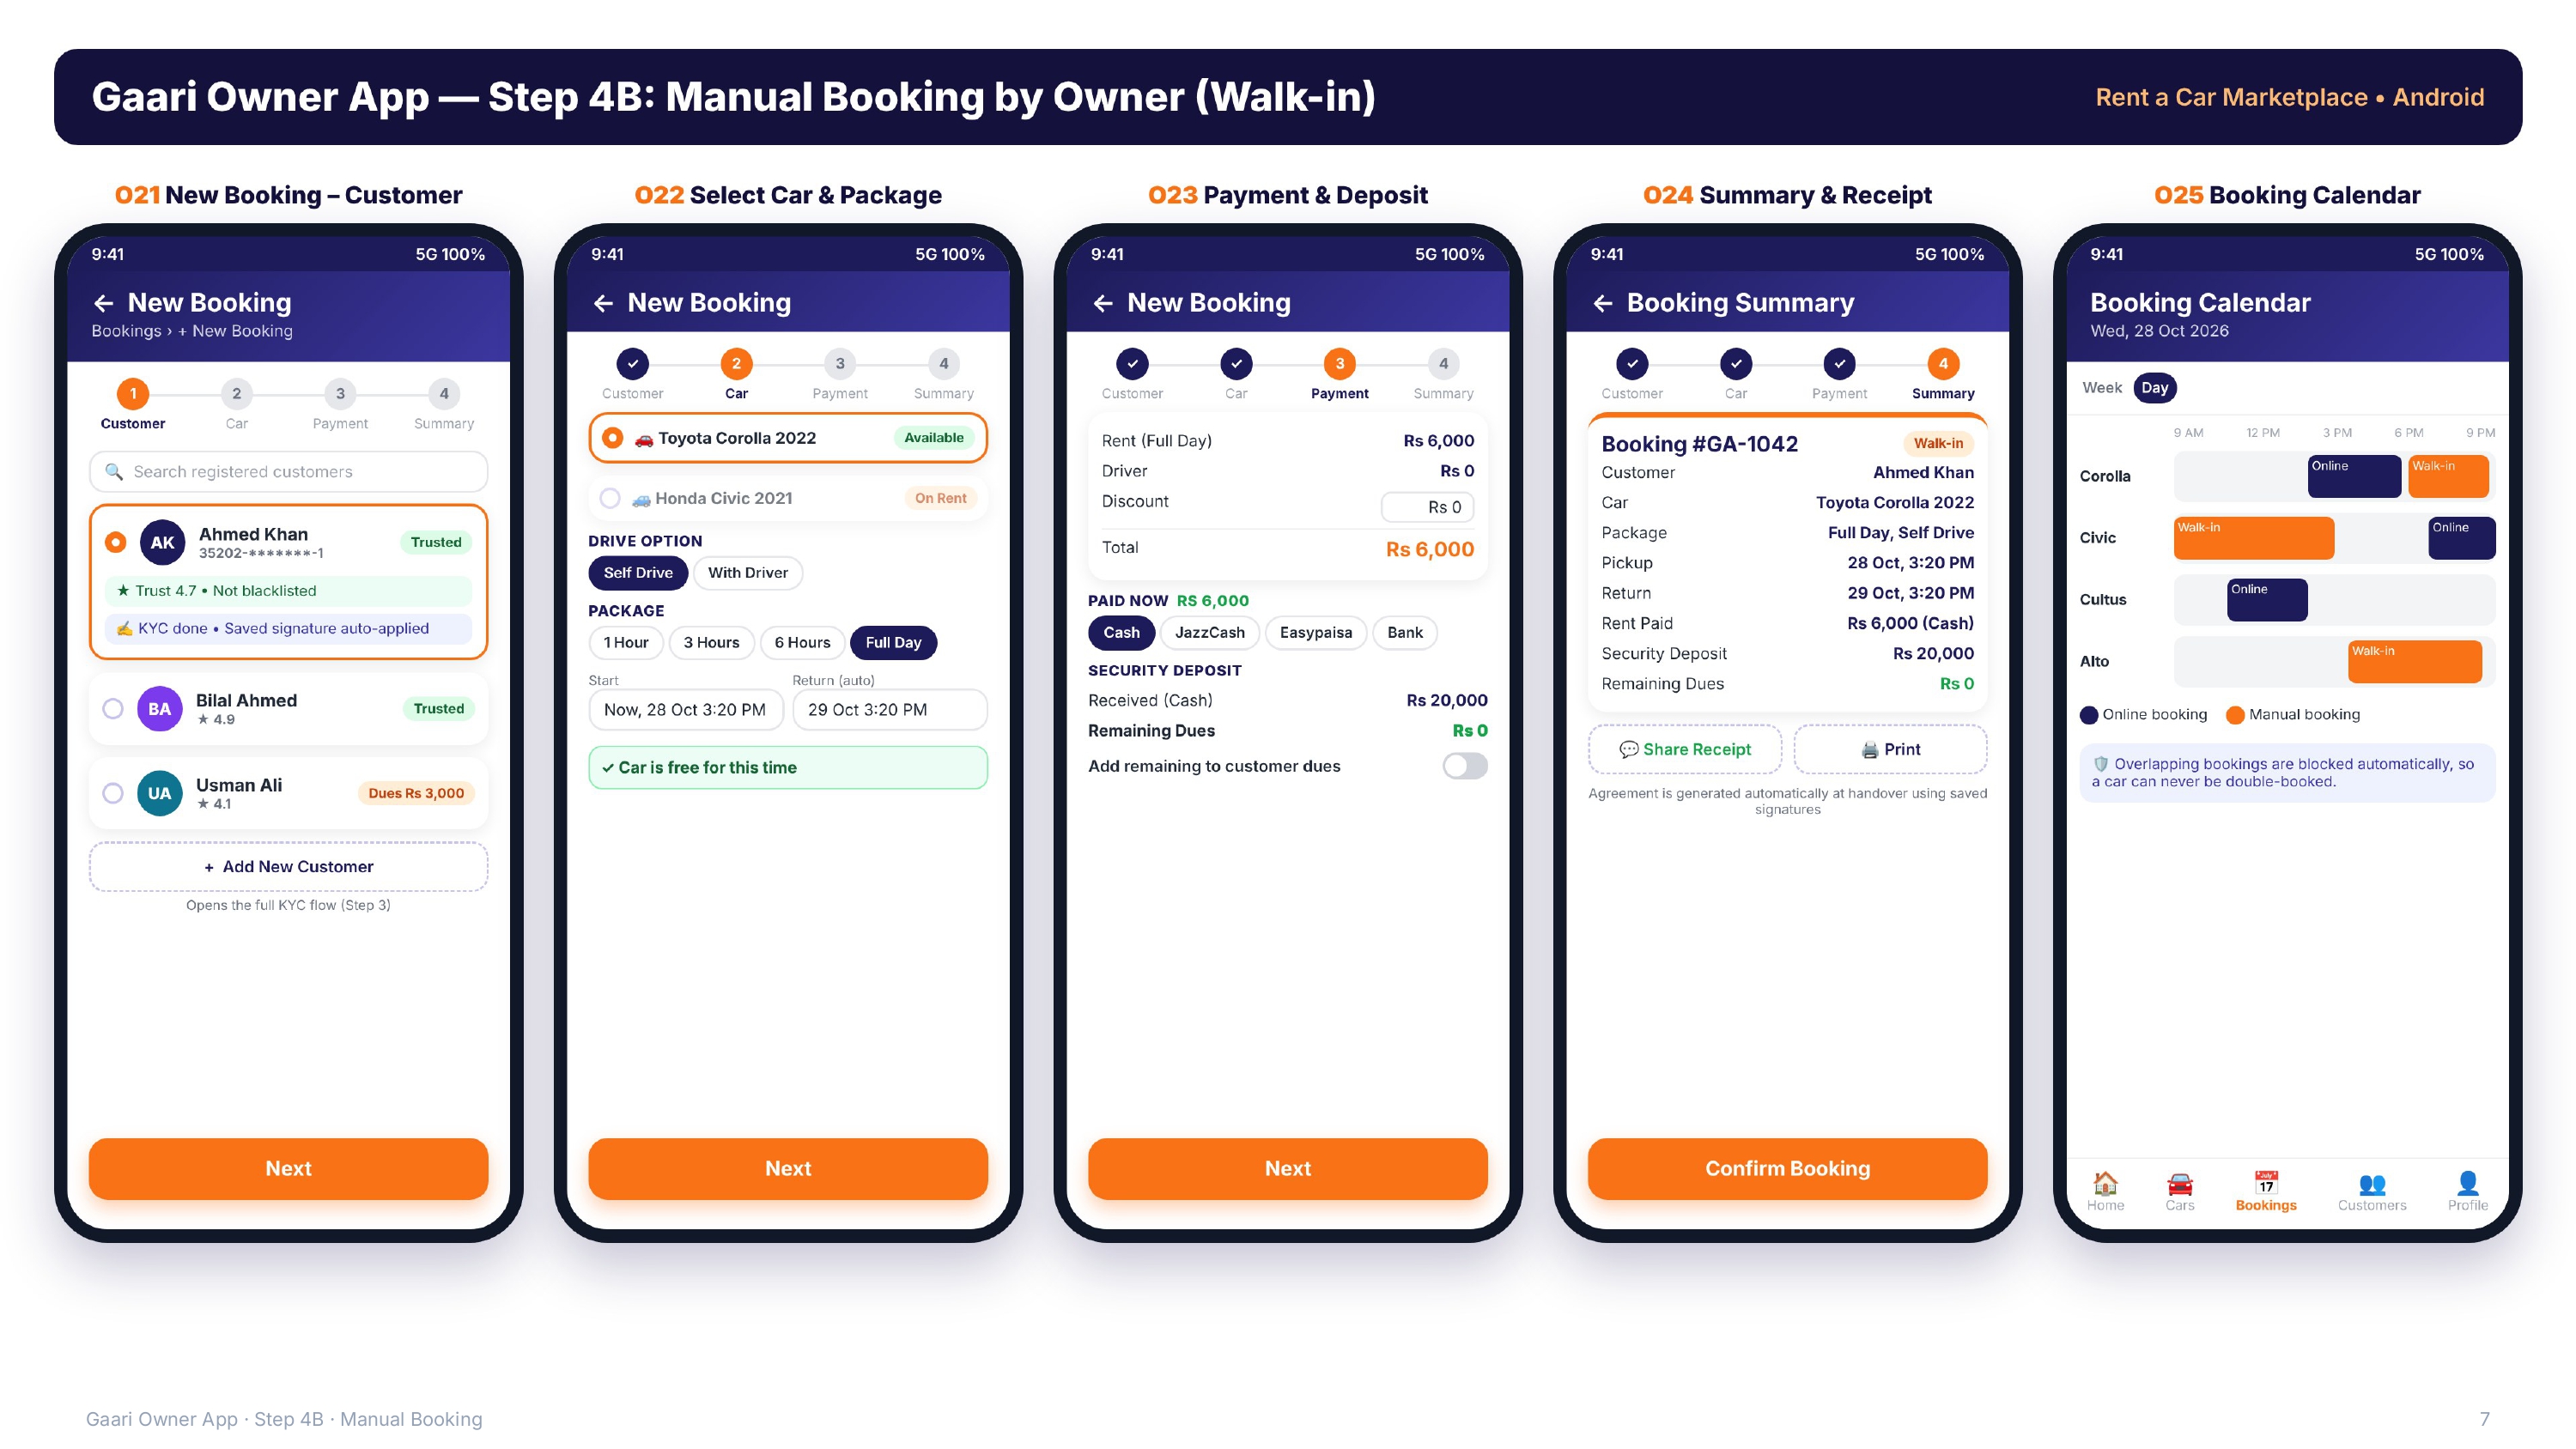 Gaari Owner App — Step 4B: Manual Booking by Owner (Walk-in)
Rent a Car Marketplace • Android
O21 New Booking – Customer
9:41 5G 100%
← New Booking
Bookings › + New Booking
1 2 3 4
Customer Car Payment Summary
🔍 Search registered customers
AK Ahmed Khan Trusted
35202-*******-1
★ Trust 4.7 • Not blacklisted
✍️ KYC done • Saved signature auto-applied
BA Bilal Ahmed Trusted
★ 4.9
UA Usman Ali Dues Rs 3,000
★ 4.1
+ Add New Customer
Opens the full KYC flow (Step 3)
Next
O22 Select Car & Package
9:41 5G 100%
← New Booking
✓ 2 3 4
Customer Car Payment Summary
🚗 Toyota Corolla 2022 Available
🚙 Honda Civic 2021 On Rent
DRIVE OPTION
Self Drive With Driver
PACKAGE
1 Hour 3 Hours 6 Hours Full Day
Start Return (auto)
Now, 28 Oct 3:20 PM 29 Oct 3:20 PM
✓ Car is free for this time
Next
O23 Payment & Deposit
9:41 5G 100%
← New Booking
✓ ✓ 3 4
Customer Car Payment Summary
Rent (Full Day) Rs 6,000
Driver Rs 0
Discount Rs 0
Total Rs 6,000
PAID NOW RS 6,000
Cash JazzCash Easypaisa Bank
SECURITY DEPOSIT
Received (Cash) Rs 20,000
Remaining Dues Rs 0
Add remaining to customer dues
Next
O24 Summary & Receipt
9:41 5G 100%
← Booking Summary
✓ ✓ ✓ 4
Customer Car Payment Summary
Booking #GA-1042 Walk-in
Customer Ahmed Khan
Car Toyota Corolla 2022
Package Full Day, Self Drive
Pickup 28 Oct, 3:20 PM
Return 29 Oct, 3:20 PM
Rent Paid Rs 6,000 (Cash)
Security Deposit Rs 20,000
Remaining Dues Rs 0
💬 Share Receipt 🖨️ Print
Agreement is generated automatically at handover using saved
signatures
Confirm Booking
O25 Booking Calendar
9:41 5G 100%
Booking Calendar
Wed, 28 Oct 2026
Week Day
9 AM 12 PM 3 PM 6 PM 9 PM
Corolla Online Walk-in
Civic Walk-in Online
Cultus Online
Alto Walk-in
Online booking Manual booking
🛡️ Overlapping bookings are blocked automatically, so
a car can never be double-booked.
Home Cars Bookings Customers Profile
Gaari Owner App · Step 4B · Manual Booking
7